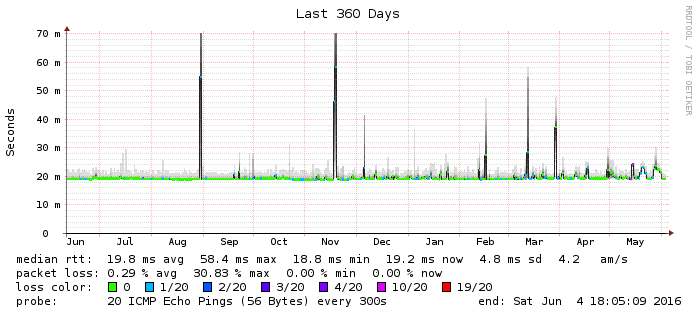 Last 360 Days
RRDTOOL / TOBI OETIKER
Seconds
70 m
60 m
50 m
40 m
30 m
20 m
10 m
0
Jun Jul Aug Sep Oct Nov Dec Jan Feb Mar Apr May
median rtt: 19.8 ms avg 58.4 ms max 18.8 ms min 19.2 ms now 4.8 ms sd 4.2 am/s
packet loss: 0.29 % avg 30.83 % max 0.00 % min 0.00 % now
loss color: 0 1/20 2/20 3/20 4/20 10/20 19/20
probe: 20 ICMP Echo Pings (56 Bytes) every 300s end: Sat Jun 4 18:05:09 2016